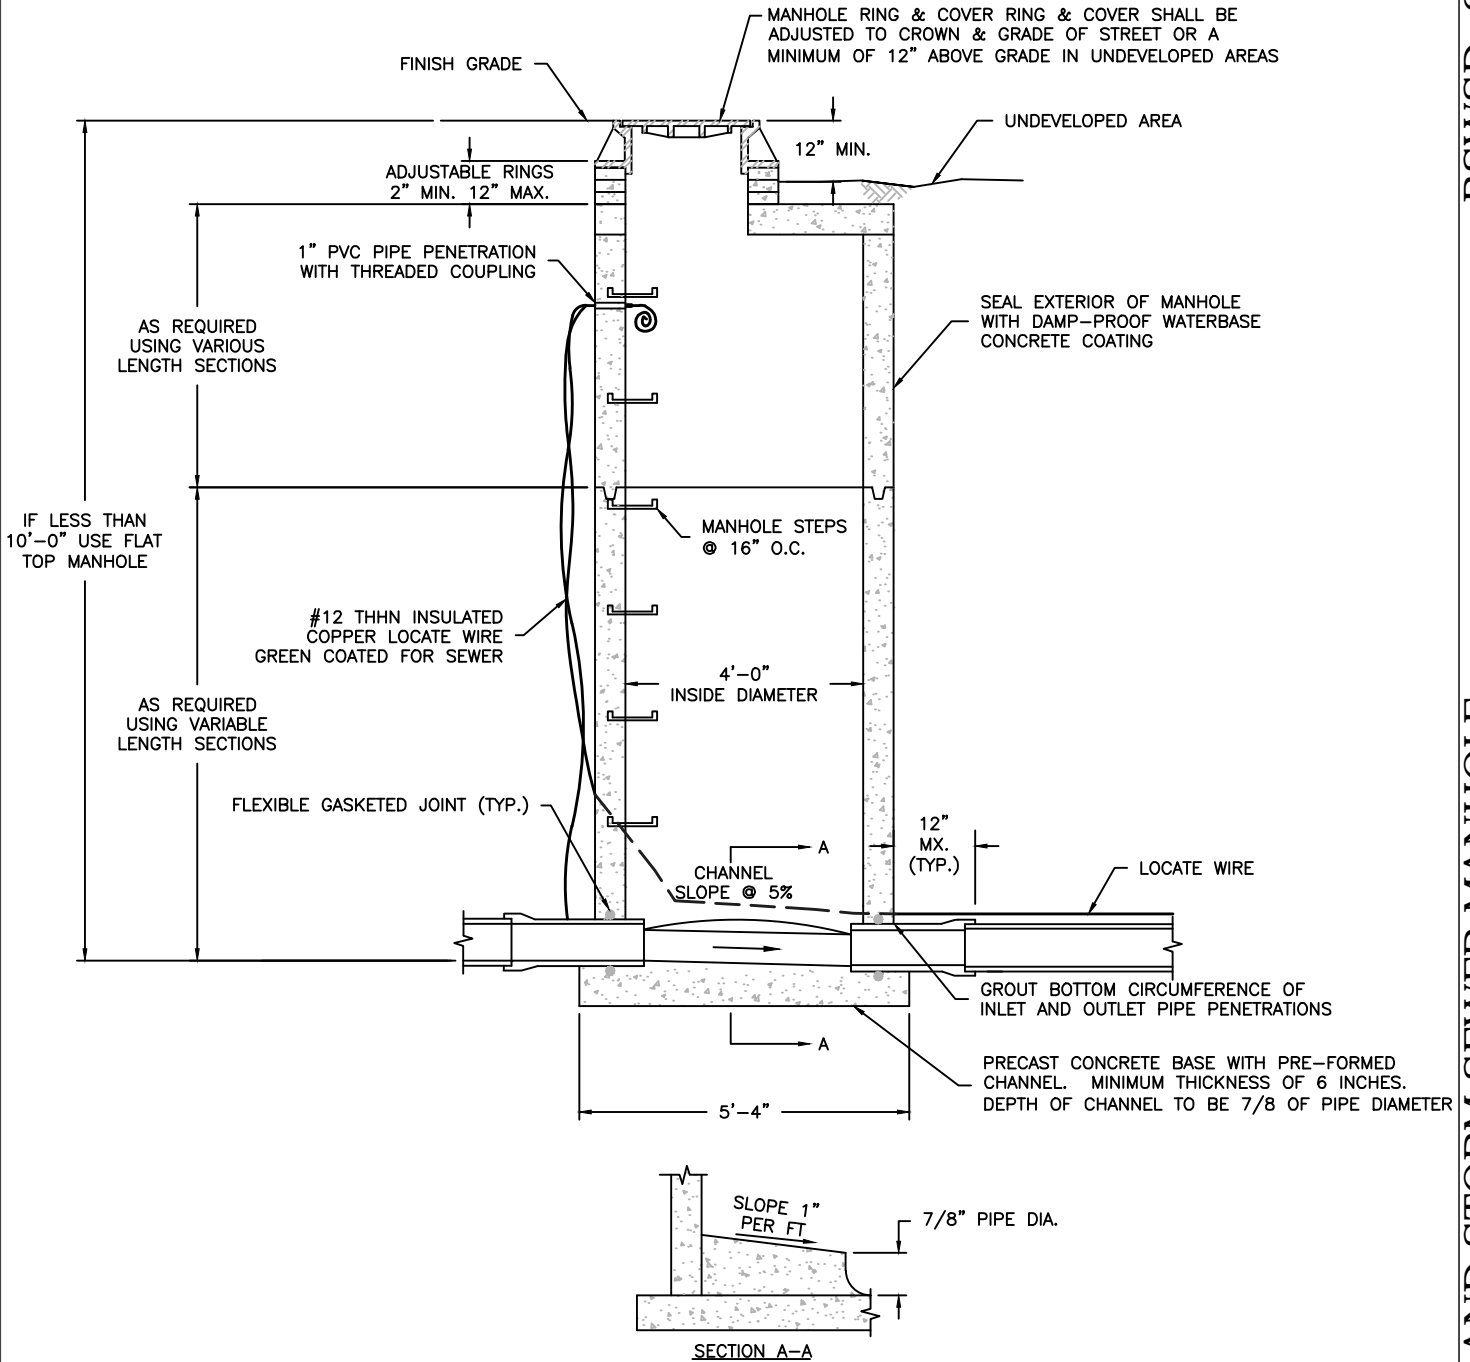 MANHOLE RING & COVER RING & COVER SHALL BE
ADJUSTED TO CROWN & GRADE OF STREET OR A
MINIMUM OF 12" ABOVE GRADE IN UNDEVELOPED AREAS
FINISH GRADE
UNDEVELOPED AREA
12" MIN.
ADJUSTABLE RINGS
2" MIN. 12" MAX.
1" PVC PIPE PENETRATION
WITH THREADED COUPLING
SEAL EXTERIOR OF MANHOLE
WITH DAMP-PROOF WATERBASE
CONCRETE COATING
AS REQUIRED
USING VARIOUS
LENGTH SECTIONS
IF LESS THAN
10'-0" USE FLAT
TOP MANHOLE
MANHOLE STEPS
@ 16" O.C.
#12 THHN INSULATED
COPPER LOCATE WIRE
GREEN COATED FOR SEWER
4'-0"
INSIDE DIAMETER
AS REQUIRED
USING VARIABLE
LENGTH SECTIONS
FLEXIBLE GASKETED JOINT (TYP.)
12"
MX.
(TYP.)
A
CHANNEL
SLOPE @ 5%
LOCATE WIRE
GROUT BOTTOM CIRCUMFERENCE OF
INLET AND OUTLET PIPE PENETRATIONS
A
PRECAST CONCRETE BASE WITH PRE-FORMED
CHANNEL. MINIMUM THICKNESS OF 6 INCHES.
DEPTH OF CHANNEL TO BE 7/8 OF PIPE DIAMETER
5'-4"
SLOPE 1"
PER FT
7/8" PIPE DIA.
SECTION A-A